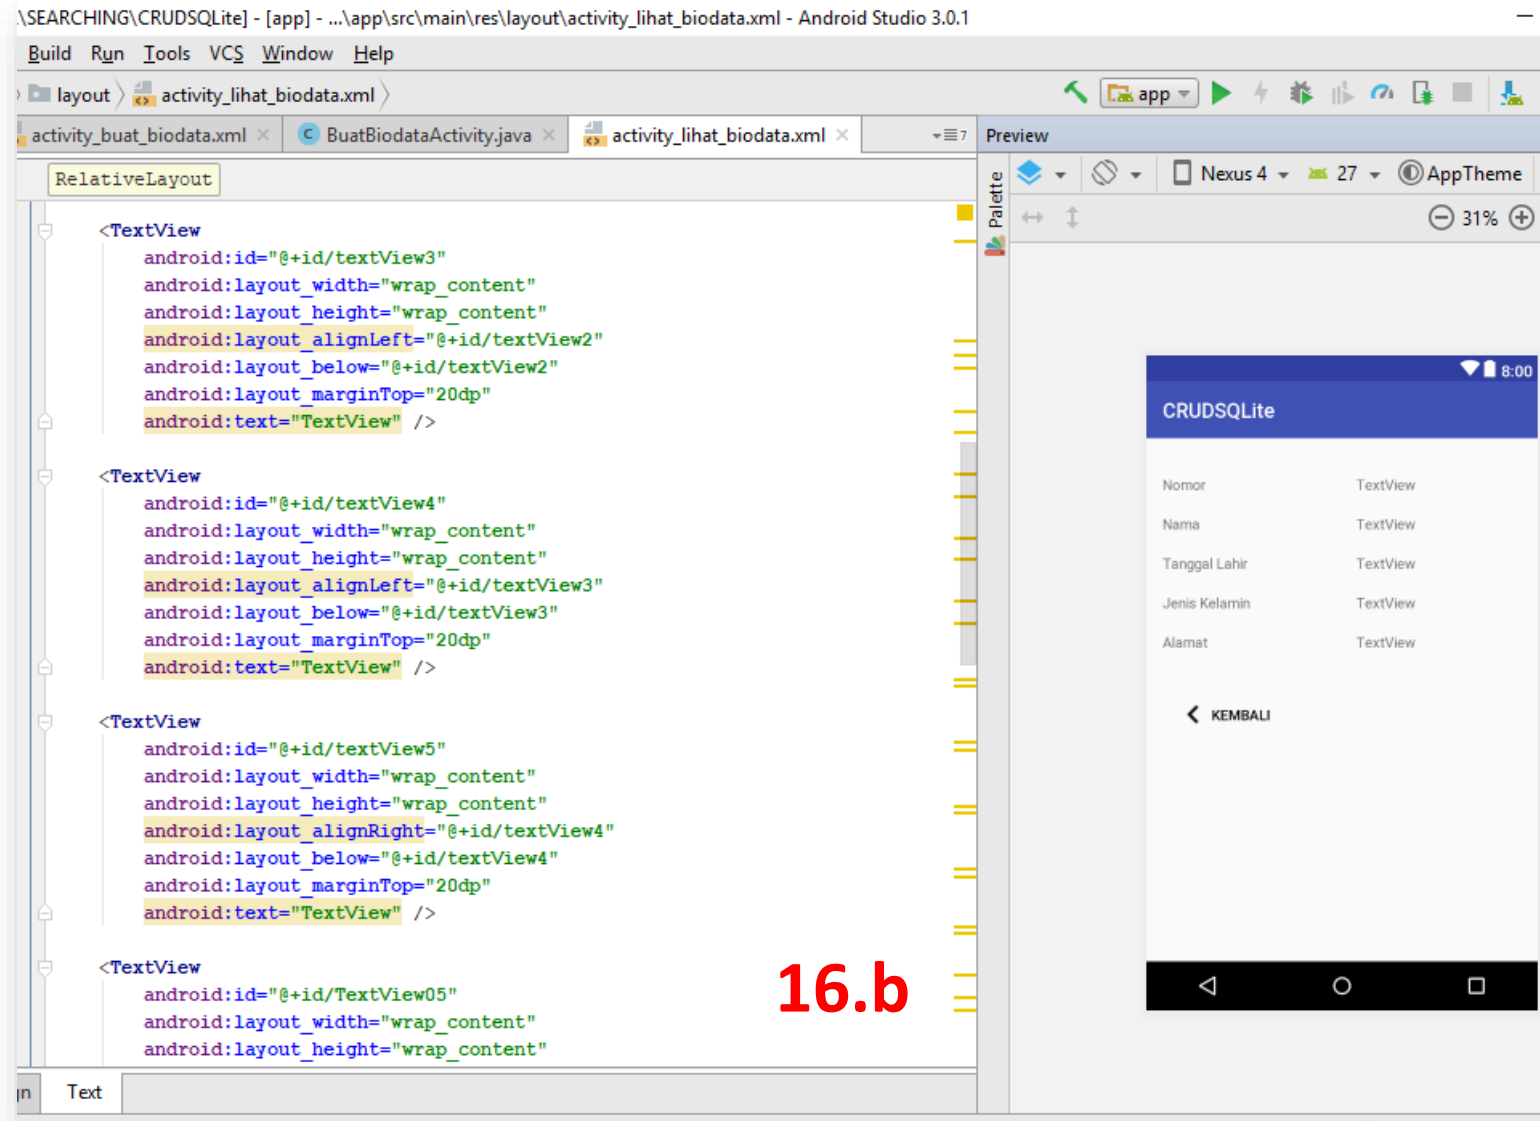 .\SEARCHING\CRUDSQLite] - [app] - ...\app\src\main\res\layout\activity_lihat_biodata.xml - Android Studio 3.0.1
Build Run Tools VCS Window Help
layout activity_lihat_biodata.xml
app
activity_buat_biodata.xml BuatBiodataActivity.java activity_lihat_biodata.xml 7
Preview
RelativeLayout
Palette
Nexus 4 27 AppTheme
31%
<TextView
android:id="@+id/textView3"
android:layout_width="wrap_content"
android:layout_height="wrap_content"
android:layout_alignLeft="@+id/textView2"
android:layout_below="@+id/textView2"
android:layout_marginTop="20dp"
android:text="TextView" />
<TextView
android:id="@+id/textView4"
android:layout_width="wrap_content"
android:layout_height="wrap_content"
android:layout_alignLeft="@+id/textView3"
android:layout_below="@+id/textView3"
android:layout_marginTop="20dp"
android:text="TextView" />
<TextView
android:id="@+id/textView5"
android:layout_width="wrap_content"
android:layout_height="wrap_content"
android:layout_alignRight="@+id/textView4"
android:layout_below="@+id/textView4"
android:layout_marginTop="20dp"
android:text="TextView" />
<TextView
android:id="@+id/TextView05"
android:layout_width="wrap_content"
android:layout_height="wrap_content"
16.b
8:00
CRUDSQLite
Nomor TextView
Nama TextView
Tanggal Lahir TextView
Jenis Kelamin TextView
Alamat TextView
KEMBALI
gn Text